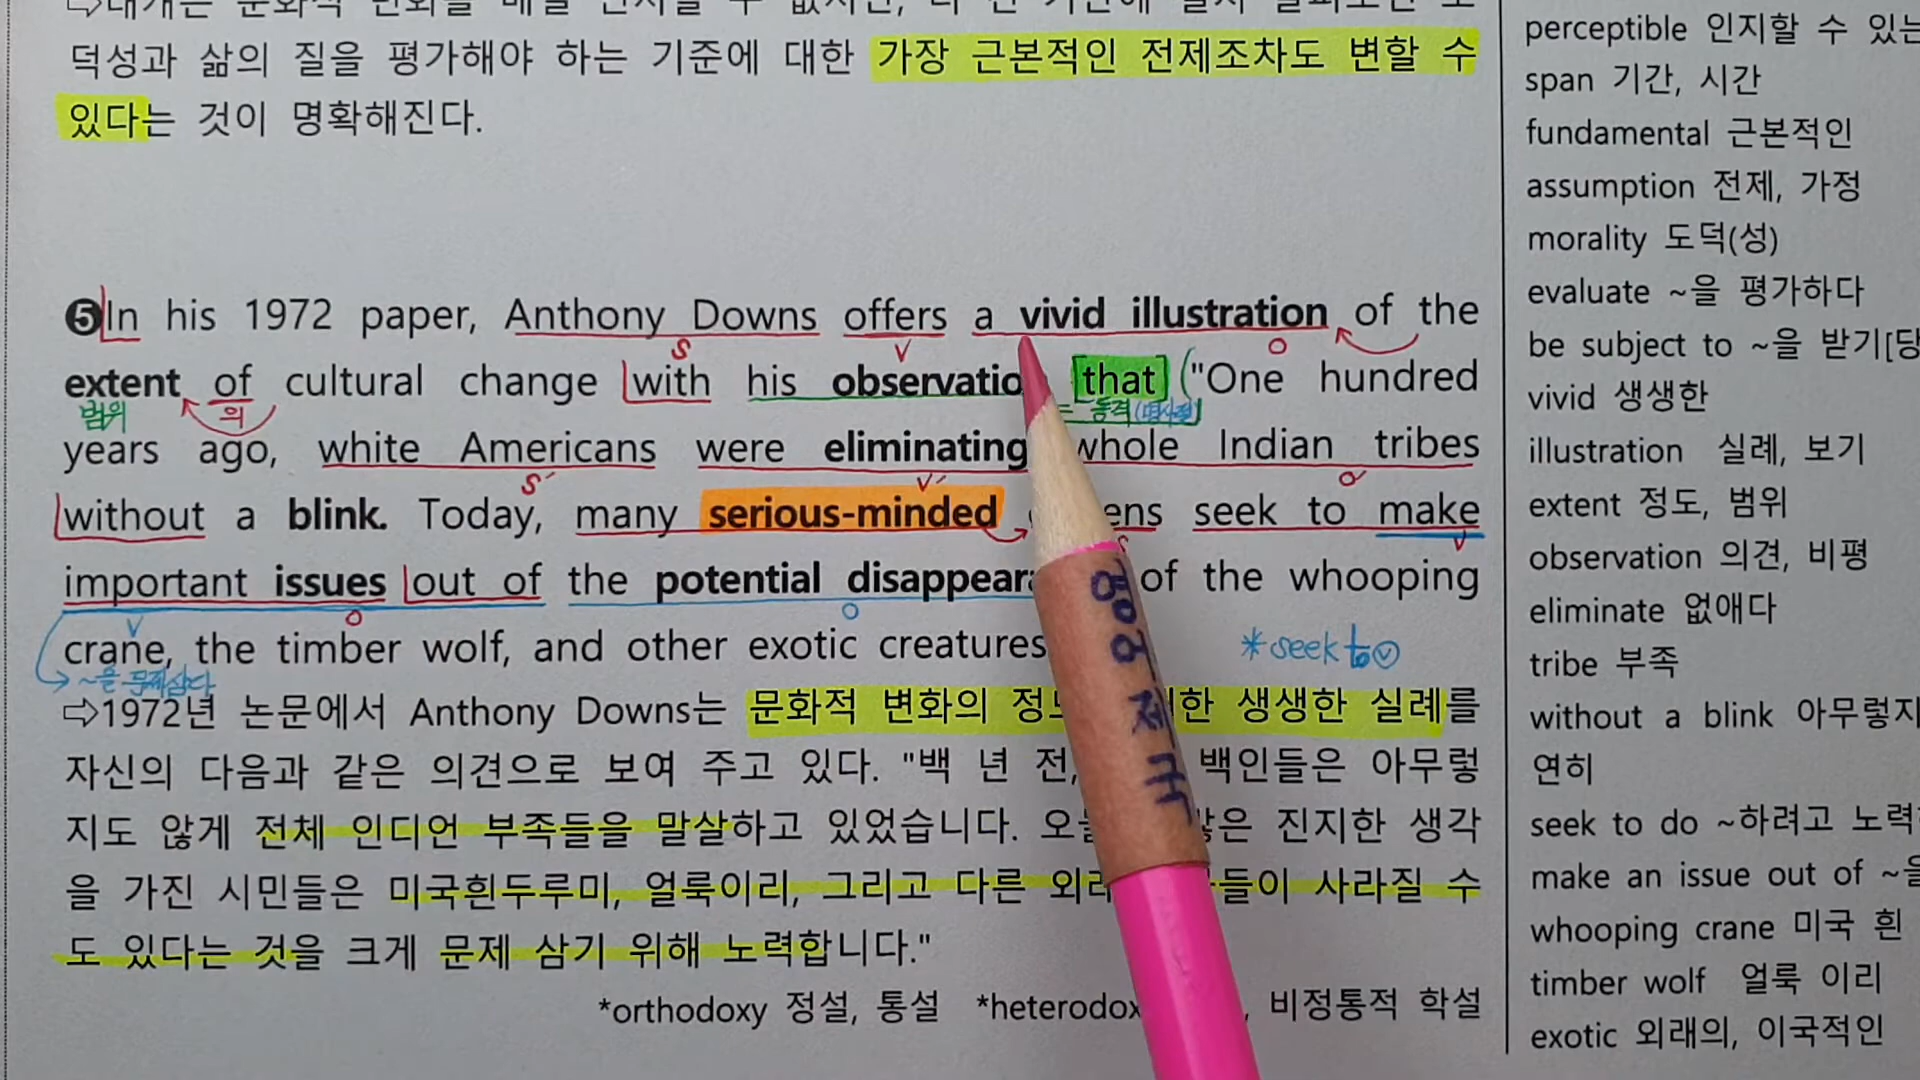 덕성과 삶의 질을 평가해야 하는 기준에 대한 가장 근본적인 전제조차도 변할 수
있다는 것이 명확해진다.
❺In his 1972 paper, Anthony Downs offers a vivid illustration of the
S V O
extent of cultural change with his that "One hundred
범위 의 = 동격
years ago, white Americans were eliminating whole Indian tribes
S' V' O'
without a blink. Today, many serious-minded seek to make
V
important issues out of the potential of the whooping
V O O
crane, the timber wolf, and other exotic creatures
*seek to ⓥ
~을 문제삼다
⇨1972년 논문에서 Anthony Downs는 문화적 변화의 생생한 실례를
자신의 다음과 같은 의견으로 보여 주고 있다. "백 년 전, 백인들은 아무렇
지도 않게 전체 인디언 부족들을 말살하고 있었습니다. 진지한 생각
을 가진 시민들은 미국흰두루미, 얼룩이리, 그리고 다른 사라질 수
도 있다는 것을 크게 문제 삼기 위해 노력합니다."
*orthodoxy 정설, 통설 비정통적 학설
영어제국
perceptible 인지할 수 있는
span 기간, 시간
fundamental 근본적인
assumption 전제, 가정
morality 도덕(성)
evaluate ~을 평가하다
be subject to ~을 받기[당
vivid 생생한
illustration 실례, 보기
extent 정도, 범위
observation 의견, 비평
eliminate 없애다
tribe 부족
without a blink 아무렇지
연히
seek to do ~하려고 노력
make an issue out of ~을
whooping crane 미국 흰
timber wolf 얼룩 이리
exotic 외래의, 이국적인